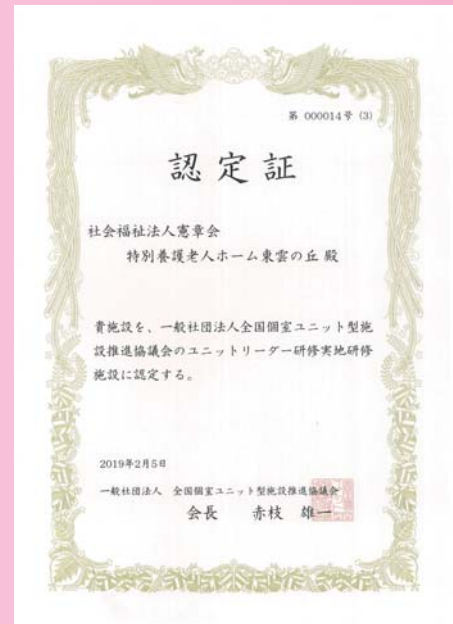 第 000014号 (3)
認定証
社会福祉法人憲章会
特別養護老人ホーム東雲の丘 殿
貴施設を、一般社団法人全国個室ユニット型施
設推進協議会のユニットリーダー研修実地研修
施設に認定する。
2019年2月5日
一般社団法人 全国個室ユニット型施設推進協議会
会長 赤枝 雄一